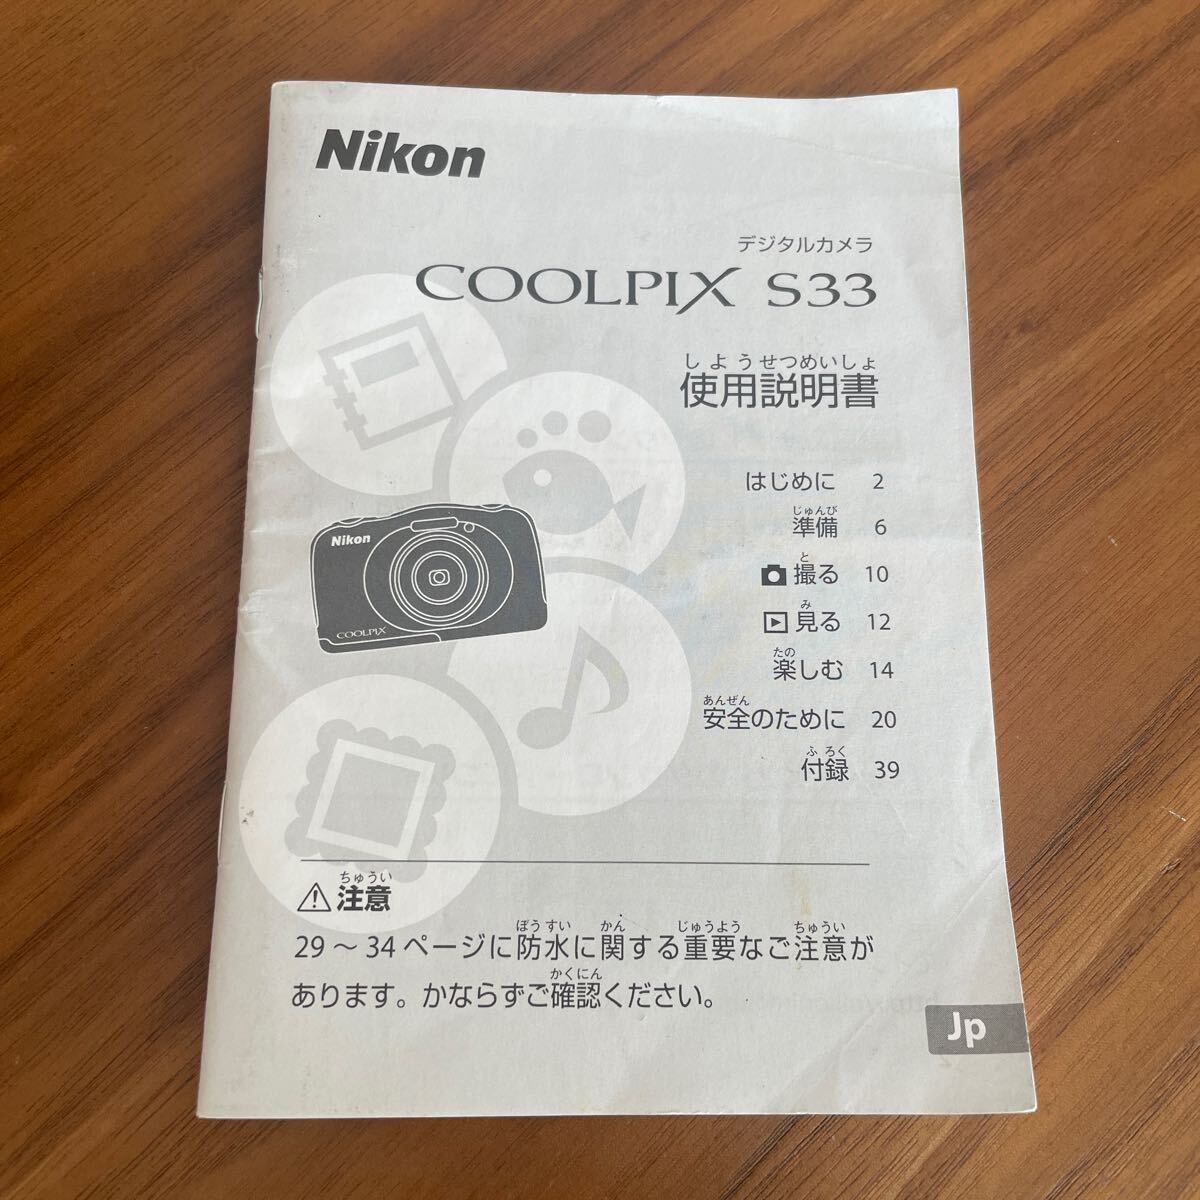 Nikon
デジタルカメラ
COOLPIX S33
しようせつめいしょ
使用説明書
はじめに 2
じゅんび
準備 6
と
撮る 10
み
見る 12
たの
楽しむ 14
あんぜん
安全のために 20
ふろく
付録 39
Nikon
COOLPIX
ちゅうい
注意
ぼうすい かん じゅうよう ちゅうい
29～34ページに防水に関する重要なご注意が
かくにん
あります。かならずご確認ください。
Jp